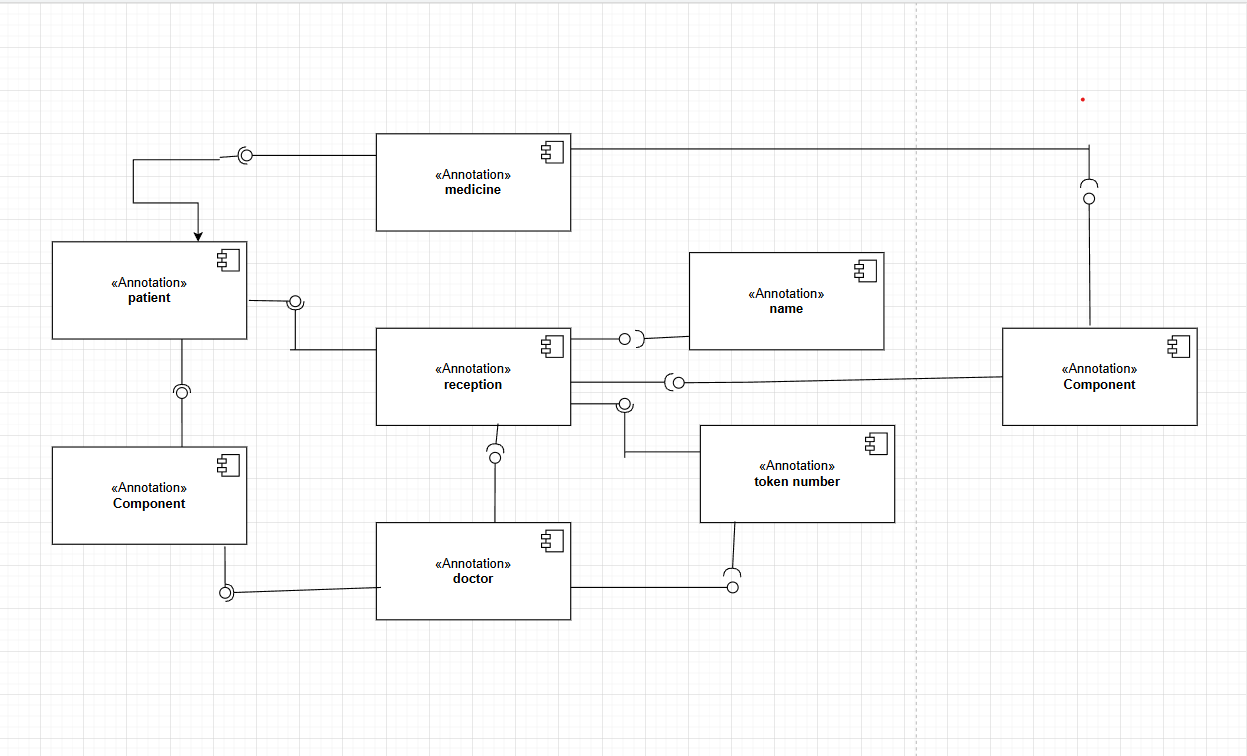 «Annotation»
medicine
«Annotation»
patient
«Annotation»
name
«Annotation»
reception
«Annotation»
Component
«Annotation»
token number
«Annotation»
Component
«Annotation»
doctor